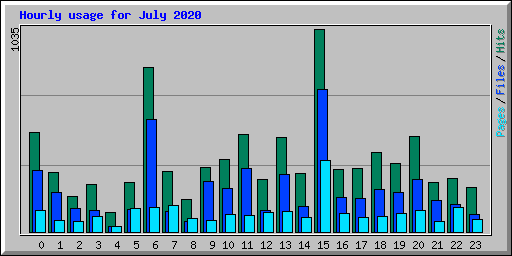 Hourly usage for July 2020
1035
Pages/Files/Hits
0 1 2 3 4 5 6 7 8 9 10 11 12 13 14 15 16 17 18 19 20 21 22 23